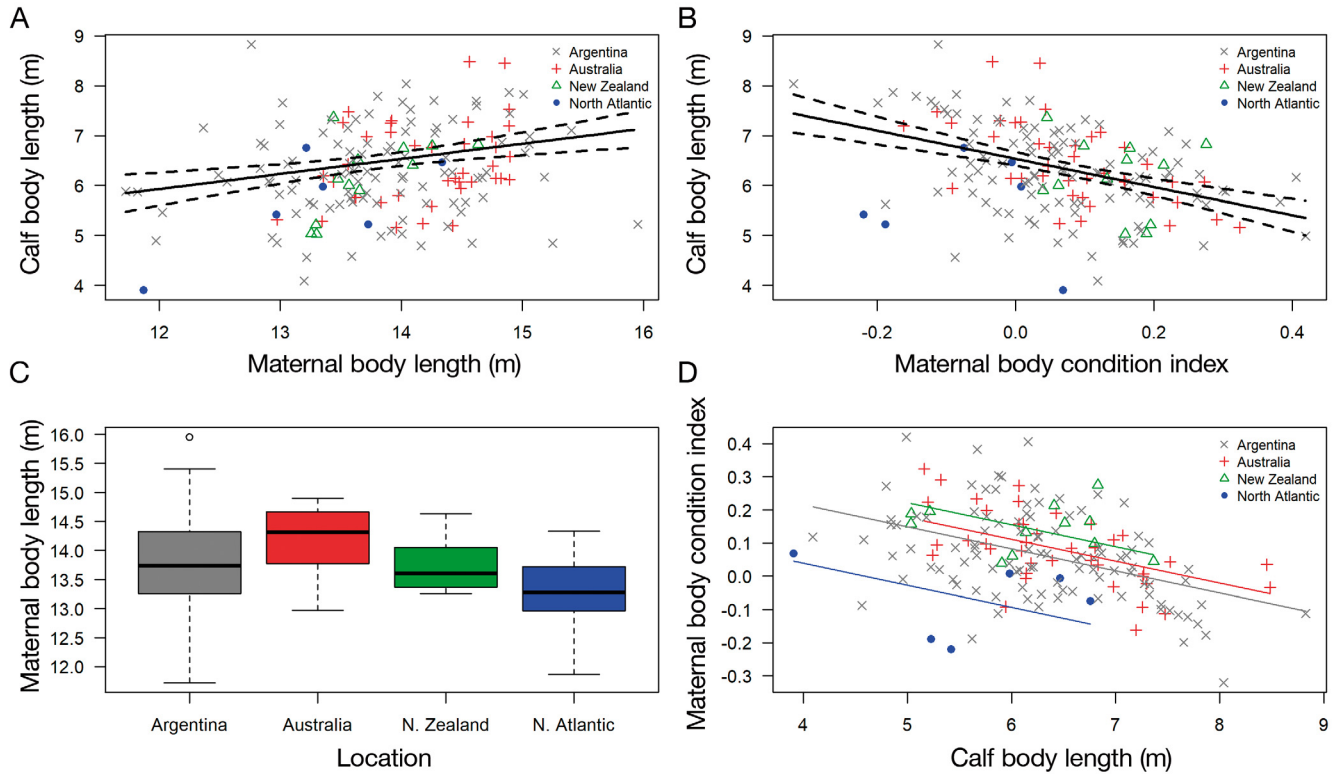 A
Calf body length (m)
9
8
7
6
5
4
12 13 14 15 16
Maternal body length (m)
Argentina
Australia
New Zealand
North Atlantic
B
Calf body length (m)
9
8
7
6
5
4
-0.2 0.0 0.2 0.4
Maternal body condition index
Argentina
Australia
New Zealand
North Atlantic
C
Maternal body length (m)
16.0
15.5
15.0
14.5
14.0
13.5
13.0
12.5
12.0
Argentina Australia N. Zealand N. Atlantic
Location
D
Maternal body condition index
0.4
0.3
0.2
0.1
0.0
-0.1
-0.2
-0.3
4 5 6 7 8 9
Calf body length (m)
Argentina
Australia
New Zealand
North Atlantic